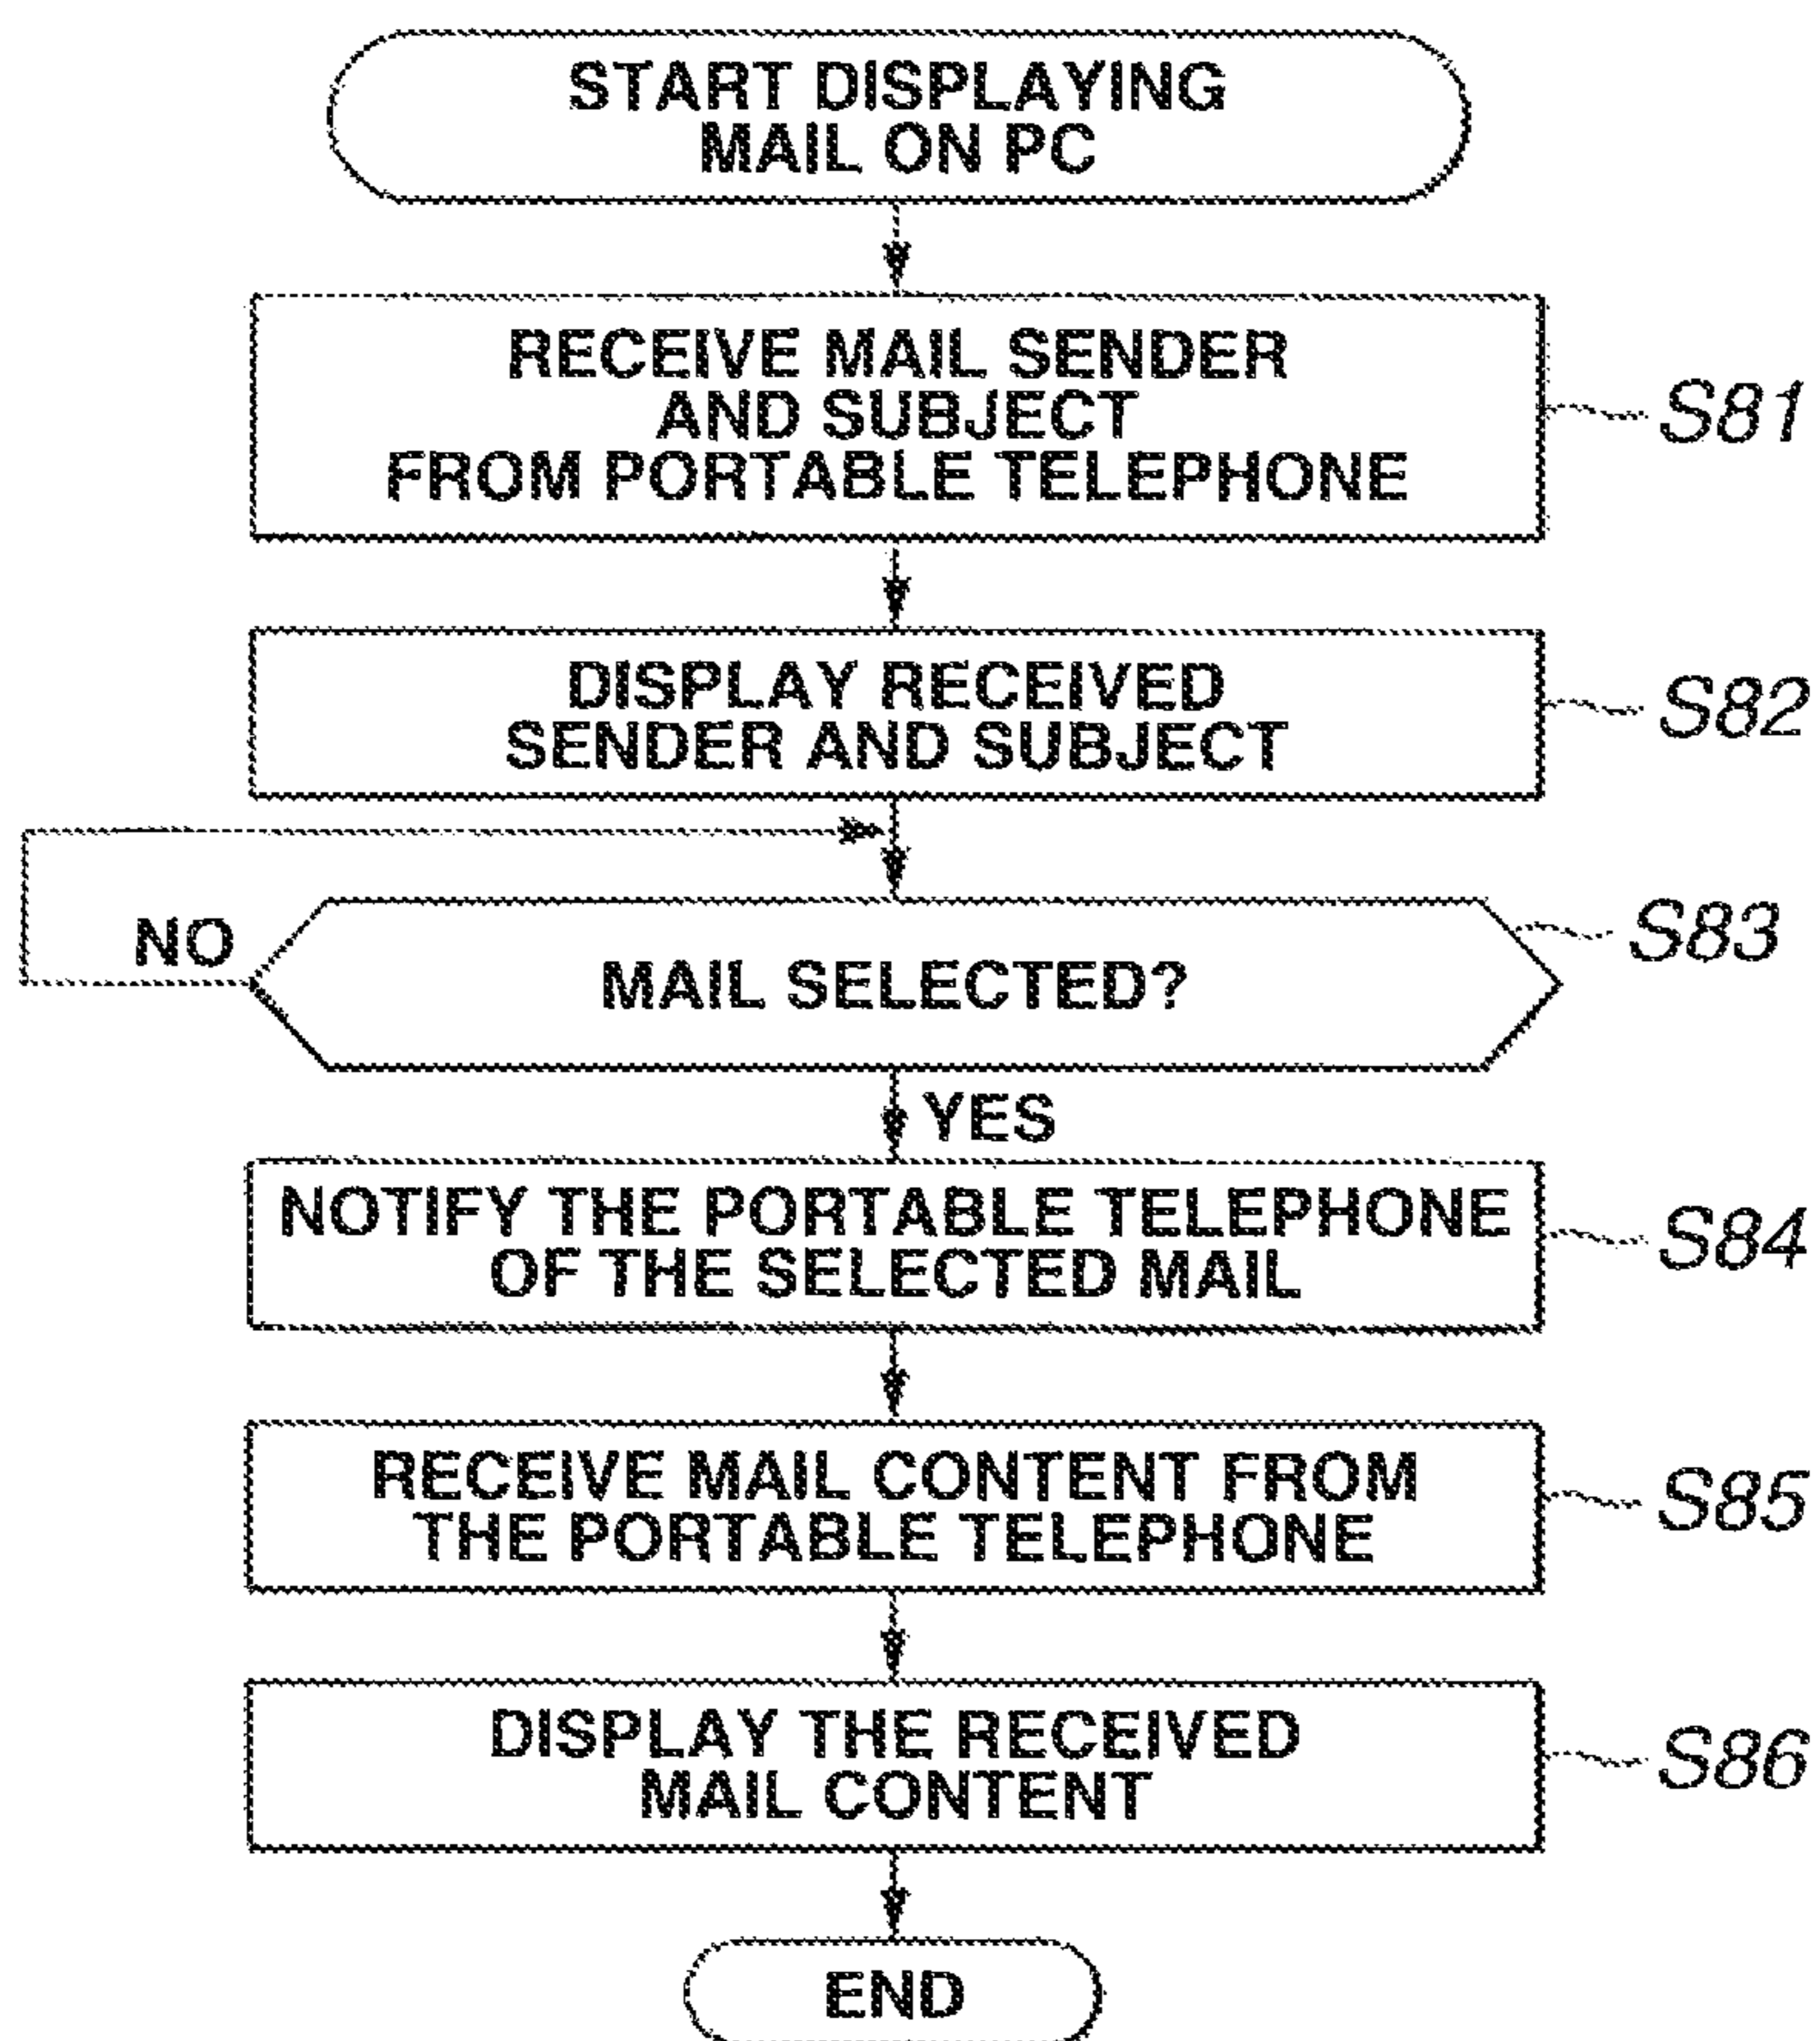 START DISPLAYING
MAIL ON PC
RECEIVE MAIL SENDER
AND SUBJECT
FROM PORTABLE TELEPHONE
S81
DISPLAY RECEIVED
SENDER AND SUBJECT
S82
NO
MAIL SELECTED?
S83
YES
NOTIFY THE PORTABLE TELEPHONE
OF THE SELECTED MAIL
S84
RECEIVE MAIL CONTENT FROM
THE PORTABLE TELEPHONE
S85
DISPLAY THE RECEIVED
MAIL CONTENT
S86
END